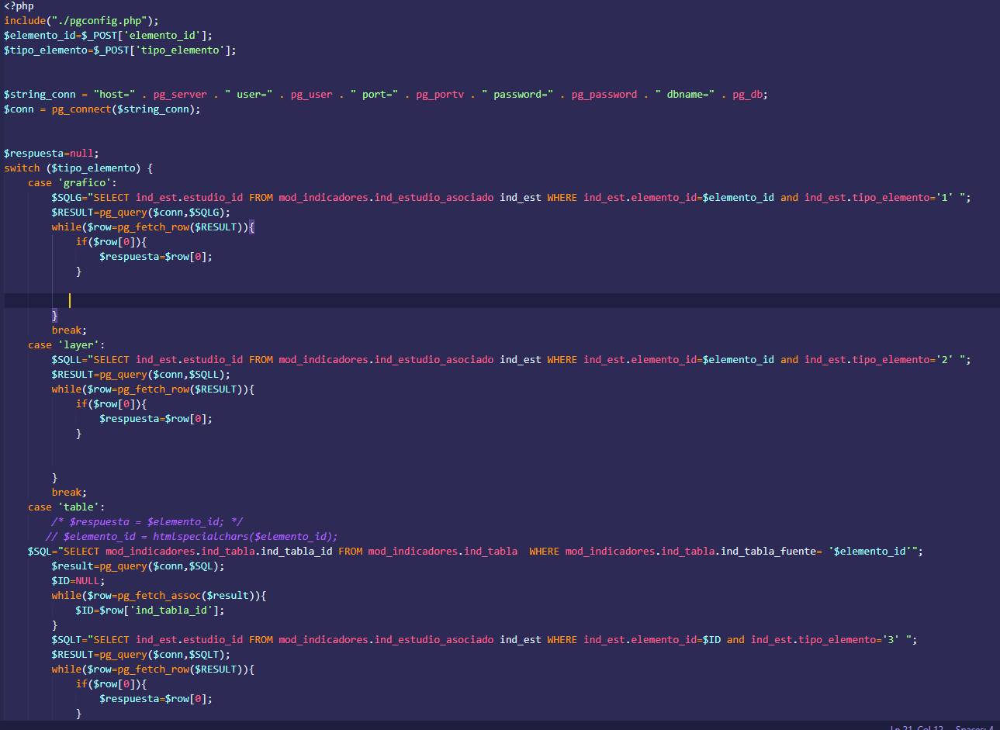 <?php
include("./pgconfig.php");
$elemento_id=$_POST['elemento_id'];
$tipo_elemento=$_POST['tipo_elemento'];
$string_conn = "host=" . pg_server . " user=" . pg_user . " port=" . pg_portv . " password=" . pg_password . " dbname=" . pg_db;
$conn = pg_connect($string_conn);
$respuesta=null;
switch ($tipo_elemento) {
case 'grafico':
$SQLG="SELECT ind_est.estudio_id FROM mod_indicadores.ind_estudio_asociado ind_est WHERE ind_est.elemento_id=$elemento_id and ind_est.tipo_elemento='1' ";
$RESULT=pg_query($conn,$SQLG);
while($row=pg_fetch_row($RESULT)){
if($row[0]){
$respuesta=$row[0];
}
}
break;
case 'layer':
$SQLL="SELECT ind_est.estudio_id FROM mod_indicadores.ind_estudio_asociado ind_est WHERE ind_est.elemento_id=$elemento_id and ind_est.tipo_elemento='2' ";
$RESULT=pg_query($conn,$SQLL);
while($row=pg_fetch_row($RESULT)){
if($row[0]){
$respuesta=$row[0];
}
}
break;
case 'table':
/* $respuesta = $elemento_id; */
// $elemento_id = htmlspecialchars($elemento_id);
$SQL="SELECT mod_indicadores.ind_tabla.ind_tabla_id FROM mod_indicadores.ind_tabla  WHERE mod_indicadores.ind_tabla.ind_tabla_fuente= '$elemento_id'";
$result=pg_query($conn,$SQL);
$ID=NULL;
while($row=pg_fetch_assoc($result)){
$ID=$row['ind_tabla_id'];
}
$SQLT="SELECT ind_est.estudio_id FROM mod_indicadores.ind_estudio_asociado ind_est WHERE ind_est.elemento_id=$ID and ind_est.tipo_elemento='3' ";
$RESULT=pg_query($conn,$SQLT);
while($row=pg_fetch_row($RESULT)){
if($row[0]){
$respuesta=$row[0];
}
Ln 21, Col 12 Spaces: 4